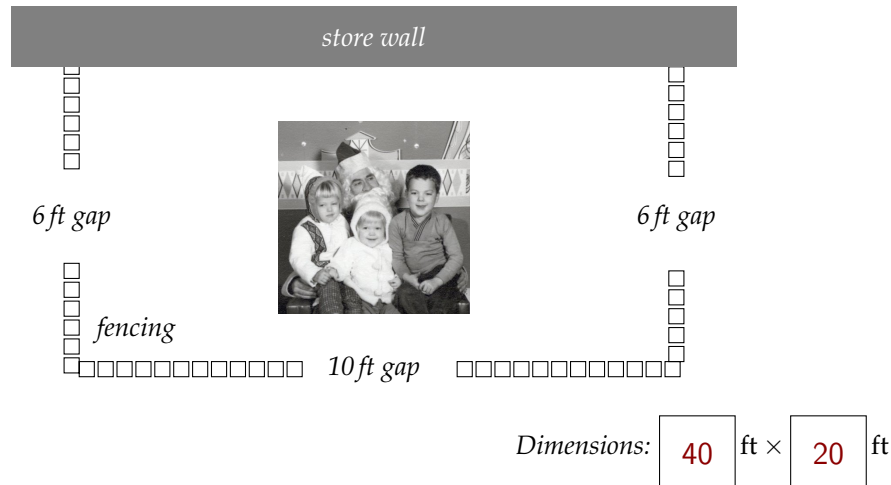 store wall
6 ft gap 6 ft gap
fencing
10 ft gap
Dimensions: 40 ft × 20 ft